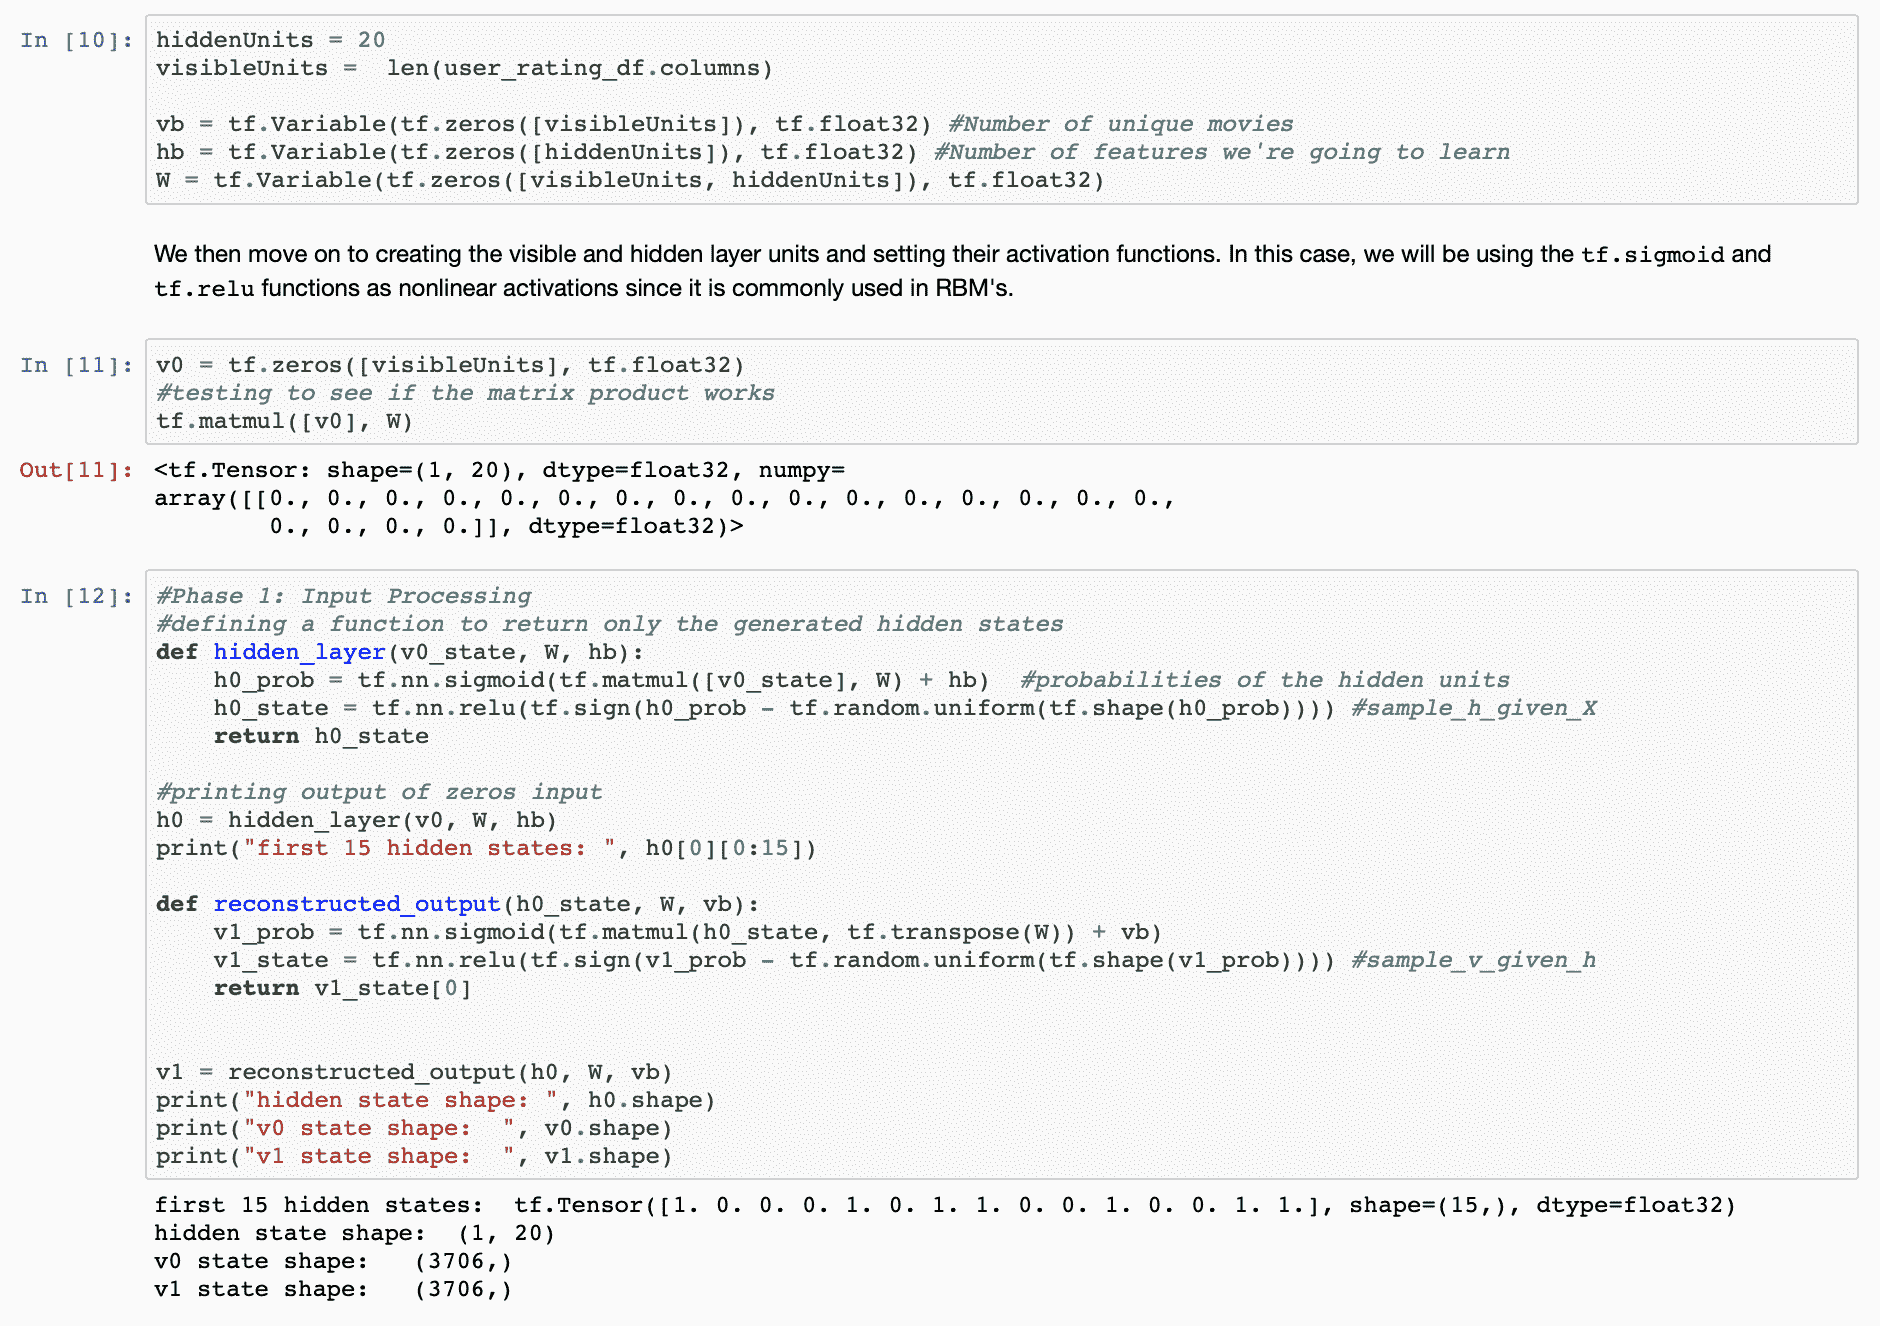 In [10]: hiddenUnits = 20
visibleUnits =  len(user_rating_df.columns)
vb = tf.Variable(tf.zeros([visibleUnits]), tf.float32) #Number of unique movies
hb = tf.Variable(tf.zeros([hiddenUnits]), tf.float32) #Number of features we're going to learn
W = tf.Variable(tf.zeros([visibleUnits, hiddenUnits]), tf.float32)
We then move on to creating the visible and hidden layer units and setting their activation functions. In this case, we will be using the tf.sigmoid and
tf.relu functions as nonlinear activations since it is commonly used in RBM's.
In [11]: v0 = tf.zeros([visibleUnits], tf.float32)
#testing to see if the matrix product works
tf.matmul([v0], W)
Out[11]: <tf.Tensor: shape=(1, 20), dtype=float32, numpy=
array([[0., 0., 0., 0., 0., 0., 0., 0., 0., 0., 0., 0., 0., 0., 0., 0.,
        0., 0., 0., 0.]], dtype=float32)>
In [12]: #Phase 1: Input Processing
#defining a function to return only the generated hidden states
def hidden_layer(v0_state, W, hb):
    h0_prob = tf.nn.sigmoid(tf.matmul([v0_state], W) + hb)  #probabilities of the hidden units
    h0_state = tf.nn.relu(tf.sign(h0_prob - tf.random.uniform(tf.shape(h0_prob)))) #sample_h_given_X
    return h0_state
#printing output of zeros input
h0 = hidden_layer(v0, W, hb)
print("first 15 hidden states: ", h0[0][0:15])
def reconstructed_output(h0_state, W, vb):
    v1_prob = tf.nn.sigmoid(tf.matmul(h0_state, tf.transpose(W)) + vb)
    v1_state = tf.nn.relu(tf.sign(v1_prob - tf.random.uniform(tf.shape(v1_prob)))) #sample_v_given_h
    return v1_state[0]
v1 = reconstructed_output(h0, W, vb)
print("hidden state shape: ", h0.shape)
print("v0 state shape:  ", v0.shape)
print("v1 state shape:  ", v1.shape)
first 15 hidden states:  tf.Tensor([1. 0. 0. 0. 1. 0. 1. 1. 0. 0. 1. 0. 0. 1. 1.], shape=(15,), dtype=float32)
hidden state shape:  (1, 20)
v0 state shape:   (3706,)
v1 state shape:   (3706,)